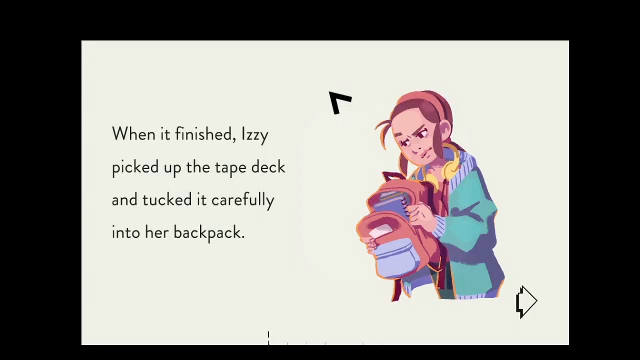 When it finished, Izzy
picked up the tape deck
and tucked it carefully
into her backpack.